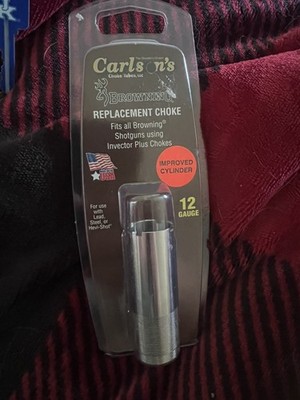 Carlson's
Choke Tubes, LLC
BROWNING
REPLACEMENT CHOKE
Fits all Browning®
Shotguns using
Invector Plus Chokes
IMPROVED
CYLINDER
For use
with
Lead,
Steel, or
Hevi-Shot
12
GAUGE